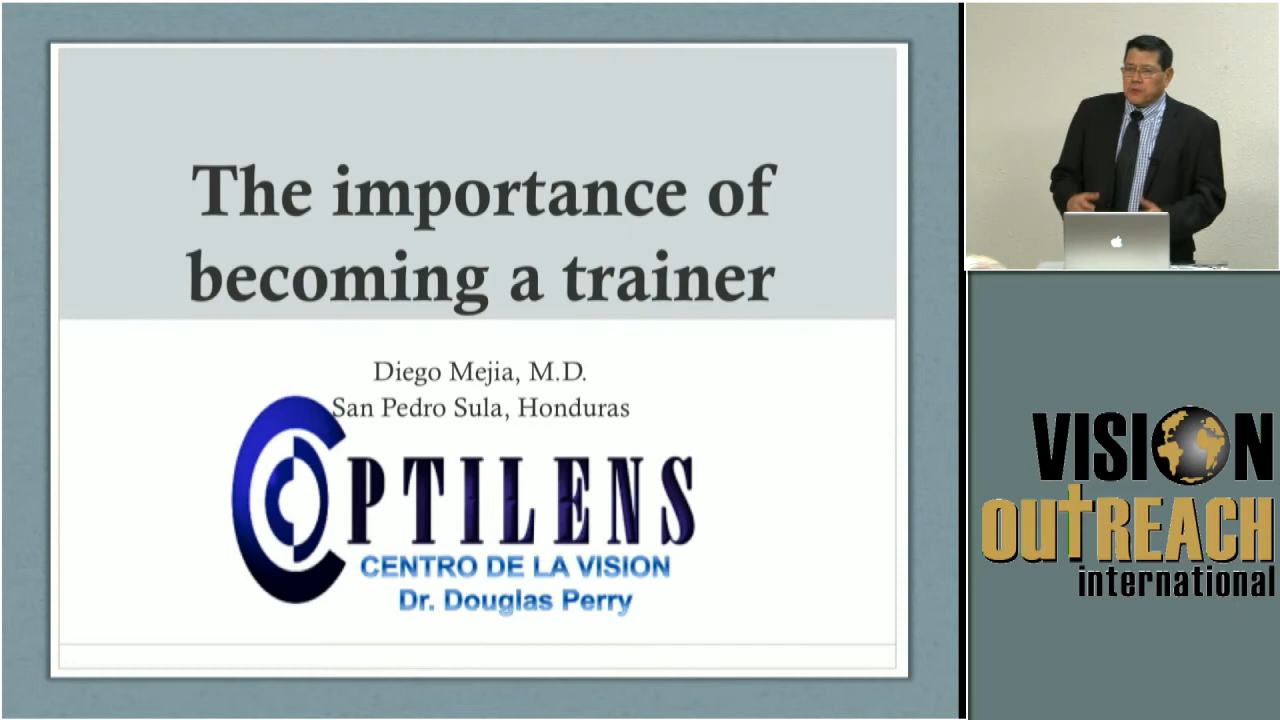 The importance of
becoming a trainer
Diego Mejia, M.D.
San Pedro Sula, Honduras
OPTILENS
CENTRO DE LA VISION
Dr. Douglas Perry
VISION
OUTREACH
international